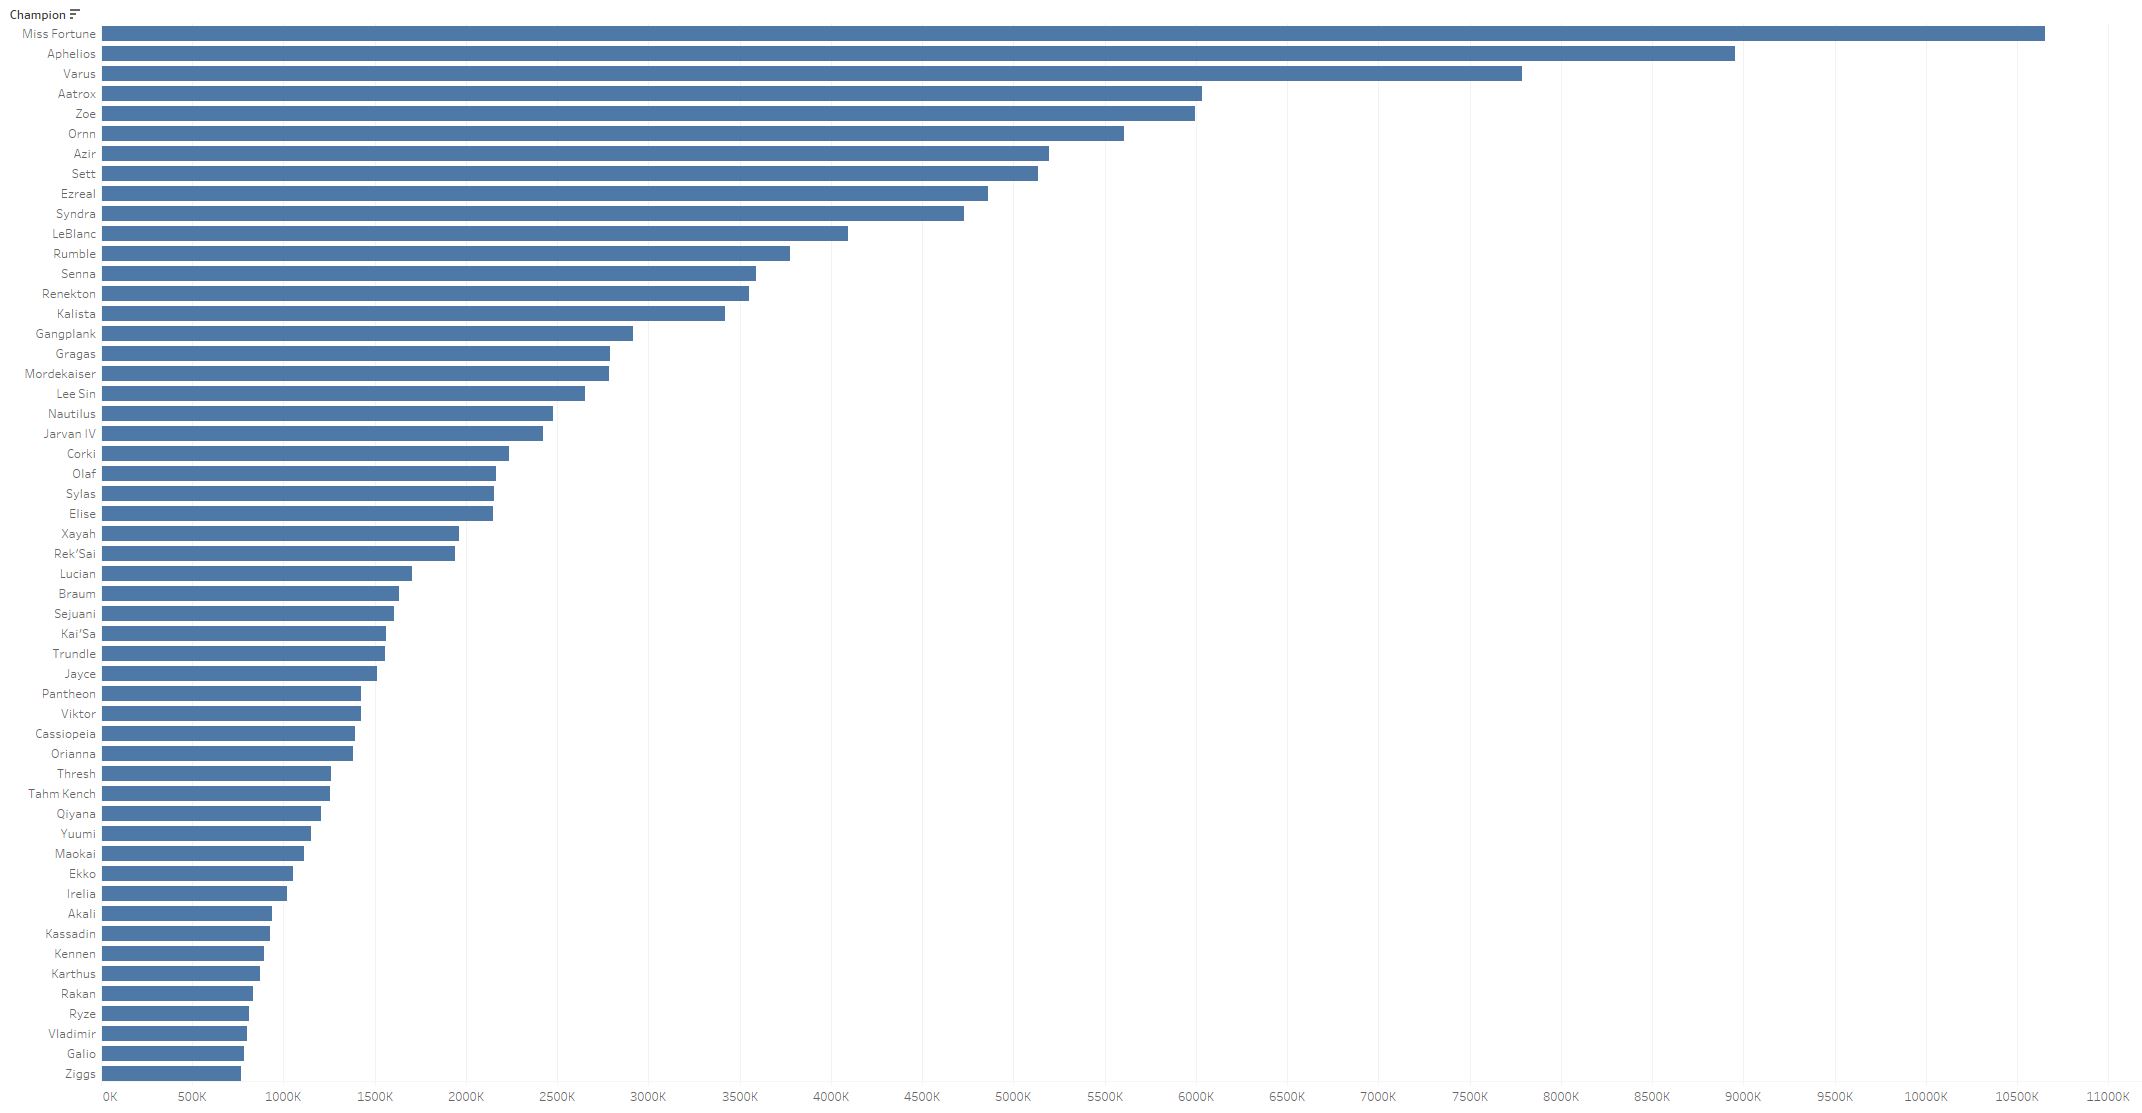 Champion
Miss Fortune
Aphelios
Varus
Aatrox
Zoe
Ornn
Azir
Sett
Ezreal
Syndra
LeBlanc
Rumble
Senna
Renekton
Kalista
Gangplank
Gragas
Mordekaiser
Lee Sin
Nautilus
Jarvan IV
Corki
Olaf
Sylas
Elise
Xayah
Rek'Sai
Lucian
Braum
Sejuani
Kai'Sa
Trundle
Jayce
Pantheon
Viktor
Cassiopeia
Orianna
Thresh
Tahm Kench
Qiyana
Yuumi
Maokai
Ekko
Irelia
Akali
Kassadin
Kennen
Karthus
Rakan
Ryze
Vladimir
Galio
Ziggs
0K 500K 1000K 1500K 2000K 2500K 3000K 3500K 4000K 4500K 5000K 5500K 6000K 6500K 7000K 7500K 8000K 8500K 9000K 9500K 10000K 10500K 11000K